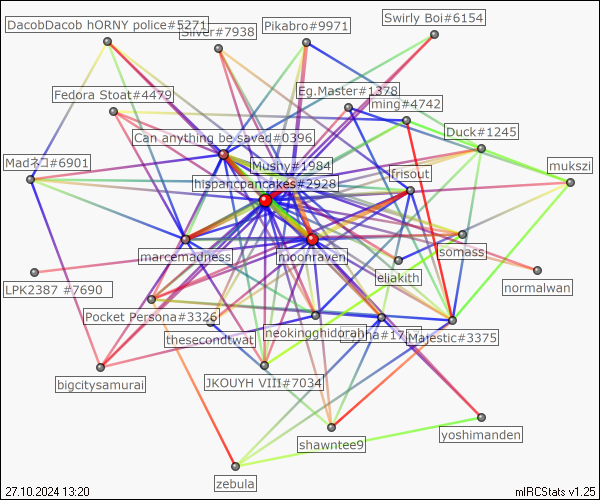 DacobDacob hORNY police#5271
Silver#7938
Pikabro#9971
Swirly Boi#6154
Fedora Stoat#4479
Eg.Master#1378
ming#4742
Can anything be saved#0396
Duck#1245
Madネコ#6901
Mushy#1984
hispancpancakes#2928
frisout
mukszi
marcemadness
moonraven
somass
eliakith
normalwan
LPK2387 #7690
Pocket Persona#3326
thesecondtwat
neokingghidorah
Majestic#3375
bigcitysamurai
JKOUYH VIII#7034
shawntee9
yoshimanden
zebula
27.10.2024 13:20
mIRCStats v1.25